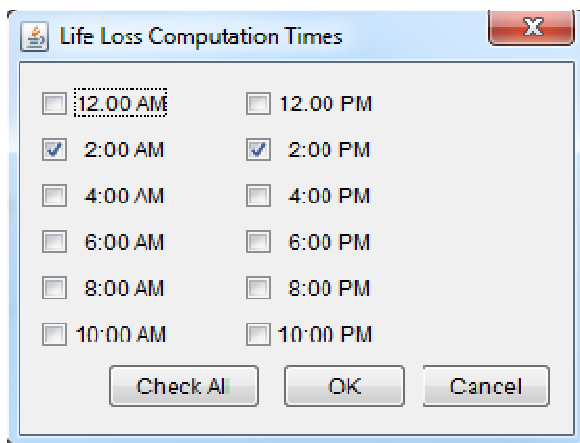 Life Loss Computation Times
12:00 AM 12:00 PM
2:00 AM 2:00 PM
4:00 AM 4:00 PM
6:00 AM 6:00 PM
8:00 AM 8:00 PM
10:00 AM 10:00 PM
Check All OK Cancel